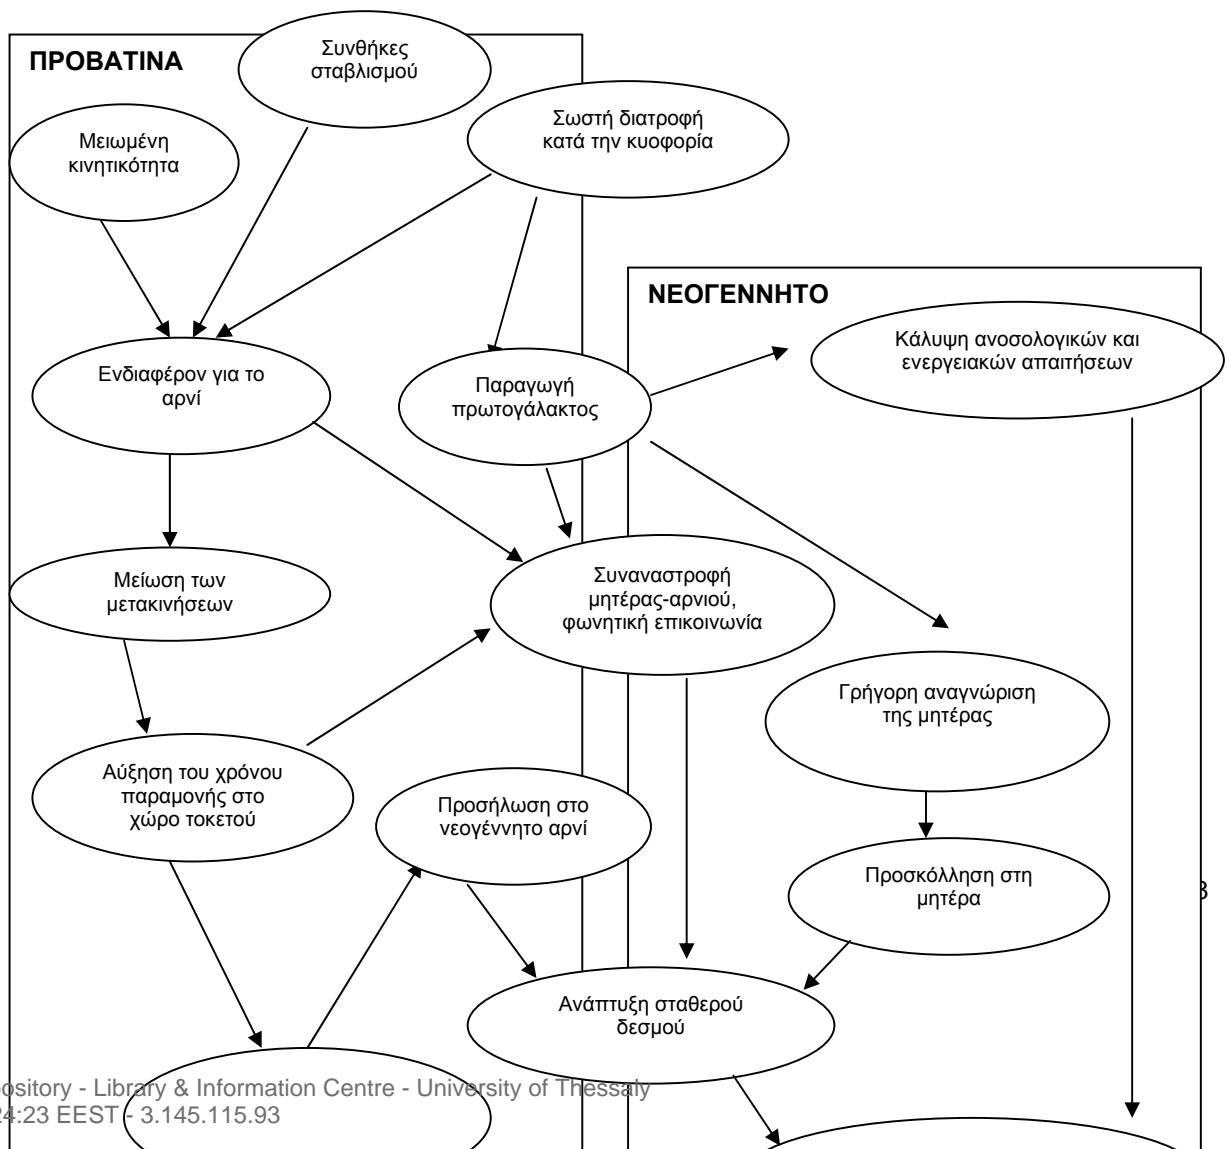 ΠΡΟΒΑΤΙΝΑ
Συνθήκες
σταβλισμού
Σωστή διατροφή
κατά την κυοφορία
Μειωμένη
κινητικότητα
ΝΕΟΓΕΝΝΗΤΟ
Κάλυψη ανοσολογικών και
ενεργειακών απαιτήσεων
Ενδιαφέρον για το
αρνί
Παραγωγή
πρωτογάλακτος
Μείωση των
μετακινήσεων
Συναναστροφή
μητέρας-αρνιού,
φωνητική επικοινωνία
Γρήγορη αναγνώριση
της μητέρας
Αύξηση του χρόνου
παραμονής στο
χώρο τοκετού
Προσήλωση στο
νεογέννητο αρνί
Προσκόλληση στη
μητέρα
Ανάπτυξη σταθερού
δεσμού
ository - Library & Information Centre - University of Thessaly
24:23 EEST - 3.145.115.93